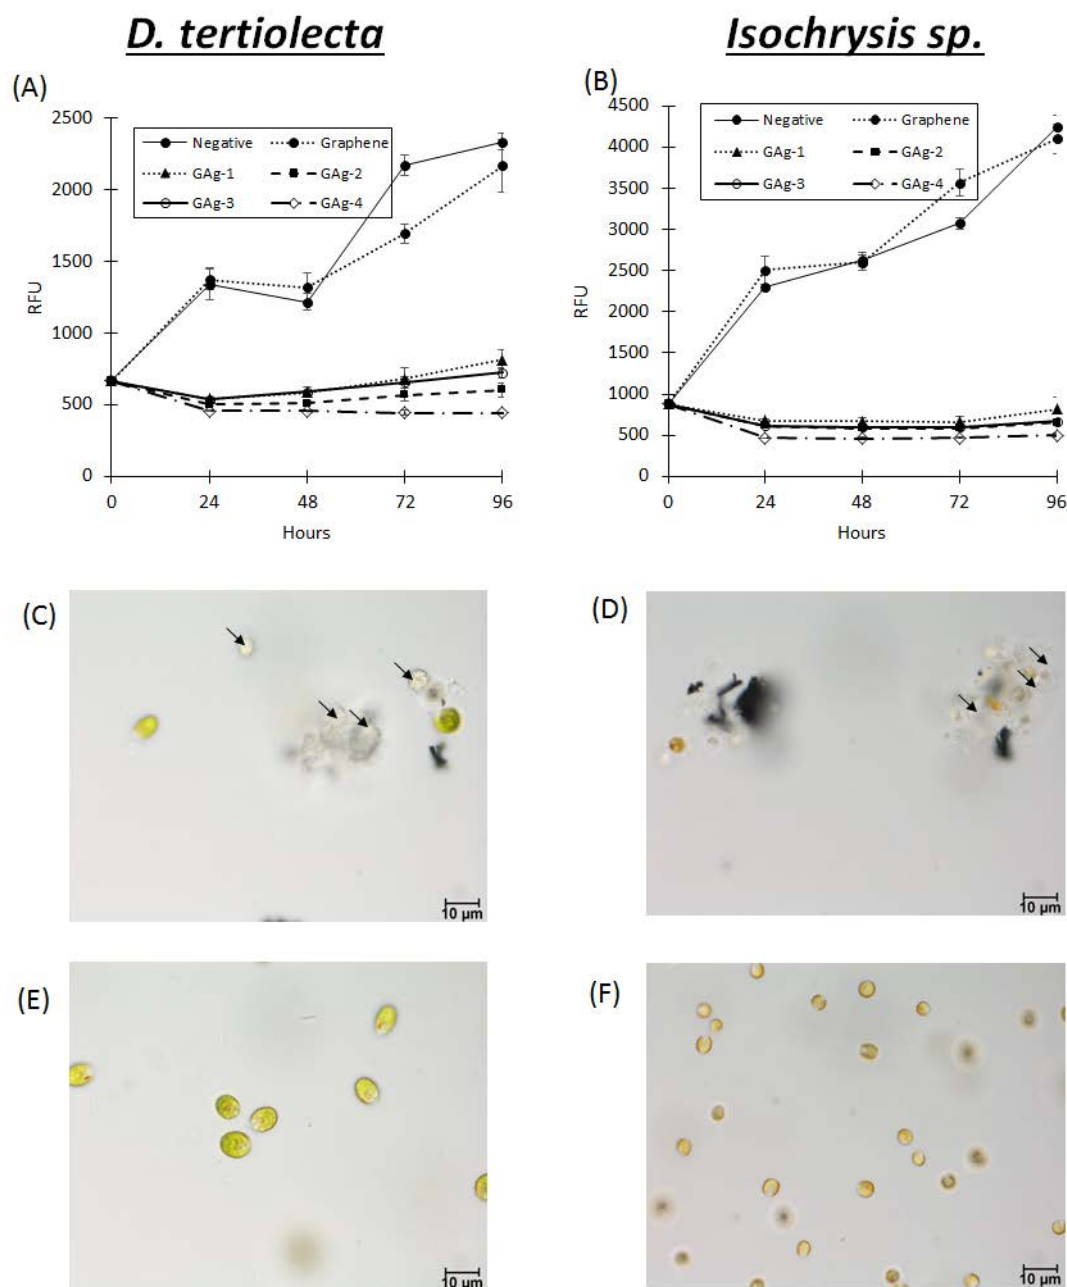 D. tertiolecta
Isochrysis sp.
(A)
2500
2000
1500
1000
500
0
RFU
Negative
Graphene
GAg-1
GAg-2
GAg-3
GAg-4
0
24
48
72
96
Hours
(B)
4500
4000
3500
3000
2500
2000
1500
1000
500
0
RFU
Negative
Graphene
GAg-1
GAg-2
GAg-3
GAg-4
0
24
48
72
96
Hours
(C)
10 μm
(D)
10 μm
(E)
10 μm
(F)
10 μm